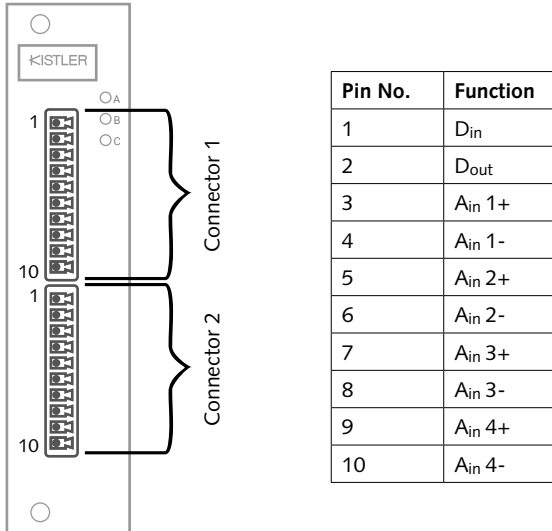 KISTLER
A
B
C
1
10
Connector 1
1
10
Connector 2
Pin No. Function
1 Din
2 Dout
3 Ain 1+
4 Ain 1-
5 Ain 2+
6 Ain 2-
7 Ain 3+
8 Ain 3-
9 Ain 4+
10 Ain 4-